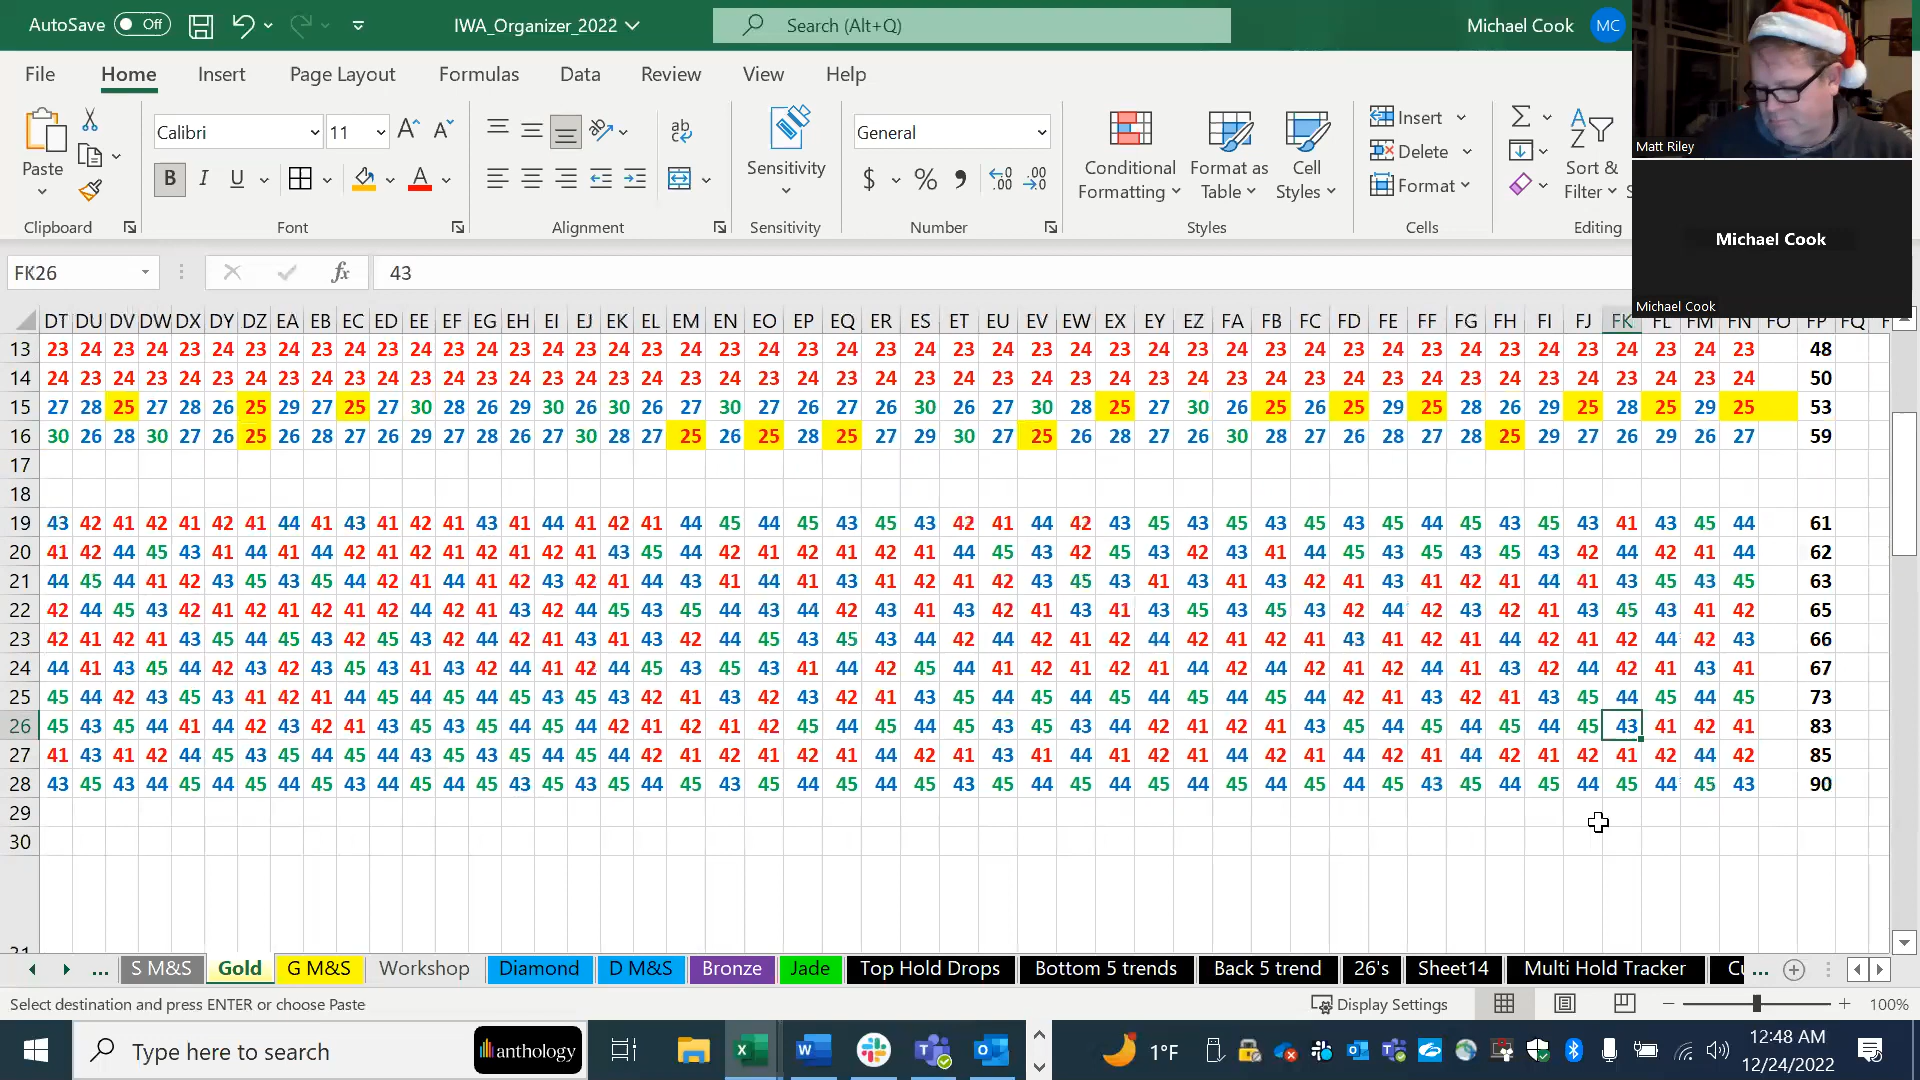 AutoSave Off IWA_Organizer_2022 Search (Alt+Q) Michael Cook MC
File Home Insert Page Layout Formulas Data Review View Help
Paste Calibri 11 Sensitivity General Conditional Formatting Format as Table Cell Styles Insert Delete Format Sort & Filter
Clipboard Font Alignment Sensitivity Number Styles Cells Editing
Matt Riley
Michael Cook
Michael Cook
FK26 fx 43
DT DU DV DW DX DY DZ EA EB EC ED EE EF EG EH EI EJ EK EL EM EN EO EP EQ ER ES ET EU EV EW EX EY EZ FA FB FC FD FE FF FG FH FI FJ FK FL FM FN FO FP FQ
13 23 24 23 24 23 24 23 24 23 24 23 24 23 24 23 24 23 24 23 24 23 24 23 24 23 24 23 24 23 24 23 24 23 24 23 24 23 24 23 24 23 24 23 24 23 24 23 48
14 24 23 24 23 24 23 24 23 24 23 24 23 24 23 24 23 24 23 24 23 24 23 24 23 24 23 24 23 24 23 24 23 24 23 24 23 24 23 24 23 24 23 24 23 24 23 24 50
15 27 28 25 27 28 26 25 29 27 25 27 30 28 26 29 30 26 30 26 27 30 27 26 27 26 30 26 27 30 28 25 27 30 26 25 26 25 29 25 28 26 29 25 28 25 29 25 53
16 30 26 28 30 27 26 25 26 28 27 26 29 27 28 26 27 30 28 27 25 26 25 28 25 27 29 30 27 25 26 28 27 26 30 28 27 26 28 27 28 25 29 27 26 29 26 27 59
17
18
19 43 42 41 42 41 42 41 44 41 43 41 42 41 43 41 44 41 42 41 44 45 44 45 43 45 43 42 41 44 42 43 45 43 45 43 45 43 45 44 45 43 45 43 41 43 45 44 61
20 41 42 44 45 43 41 44 41 44 42 41 42 41 42 41 42 41 43 45 44 42 41 42 41 42 41 44 45 43 42 45 43 42 43 41 44 45 43 45 43 45 43 42 44 42 41 44 62
21 44 45 44 41 42 43 45 43 45 44 42 41 44 41 42 43 42 41 44 43 41 44 41 43 41 42 41 42 43 45 43 41 43 41 43 42 41 43 41 42 41 44 41 43 45 43 45 63
22 42 44 45 43 42 41 42 41 42 41 42 44 42 41 43 42 44 45 43 45 44 43 44 42 43 41 43 42 41 43 41 43 45 43 45 43 42 44 42 43 42 41 43 45 43 41 42 65
23 42 41 42 41 43 45 44 45 43 42 45 43 42 44 42 41 43 41 43 42 44 45 43 45 43 44 42 44 42 41 42 44 42 41 42 41 43 41 42 41 44 42 41 42 44 42 43 66
24 44 41 43 45 44 42 43 42 43 45 43 41 43 42 44 41 42 44 45 43 45 43 41 44 42 45 44 41 42 41 42 41 44 42 44 42 41 42 44 41 43 42 44 42 41 43 41 67
25 45 44 42 43 45 43 41 42 41 44 45 44 45 44 45 43 45 43 42 41 43 42 43 42 41 43 45 44 45 44 45 44 45 44 45 44 42 41 43 42 41 43 45 44 45 44 45 73
26 45 43 45 44 41 44 42 43 42 41 43 45 43 45 44 45 44 42 41 42 41 42 45 44 45 44 45 43 45 44 42 41 42 41 43 45 44 45 44 45 44 45 43 41 42 41 83
27 41 43 41 42 44 45 43 45 44 43 44 43 45 43 45 44 45 44 42 41 42 41 42 41 44 42 41 43 44 41 42 41 44 42 41 44 42 41 44 42 41 42 41 42 44 42 85
28 43 45 43 44 45 44 45 44 45 43 44 45 44 45 43 45 43 45 44 45 43 45 44 45 44 45 43 45 44 45 44 45 44 45 44 45 44 45 43 45 44 45 44 45 44 45 43 90
29
30
... S M&S Gold G M&S Workshop Diamond D M&S Bronze Jade Top Hold Drops Bottom 5 trends Back 5 trend 26's Sheet14 Multi Hold Tracker ...
Select destination and press ENTER or choose Paste Display Settings 100%
Type here to search anthology 1°F 12:48 AM
12/24/2022